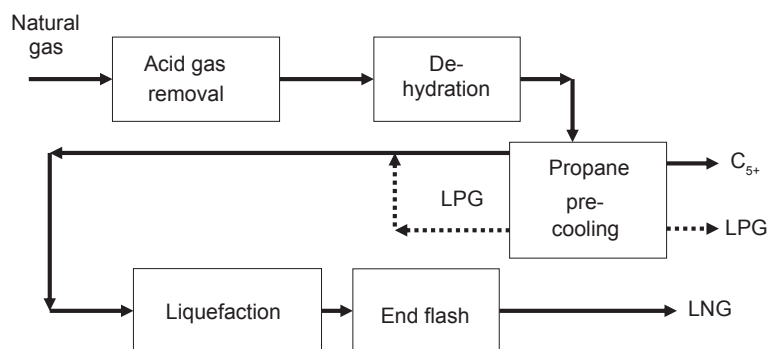 Natural
gas
Acid gas
removal
De-
hydration
Propane
pre-
cooling
C5+
LPG
LPG
Liquefaction
End flash
LNG